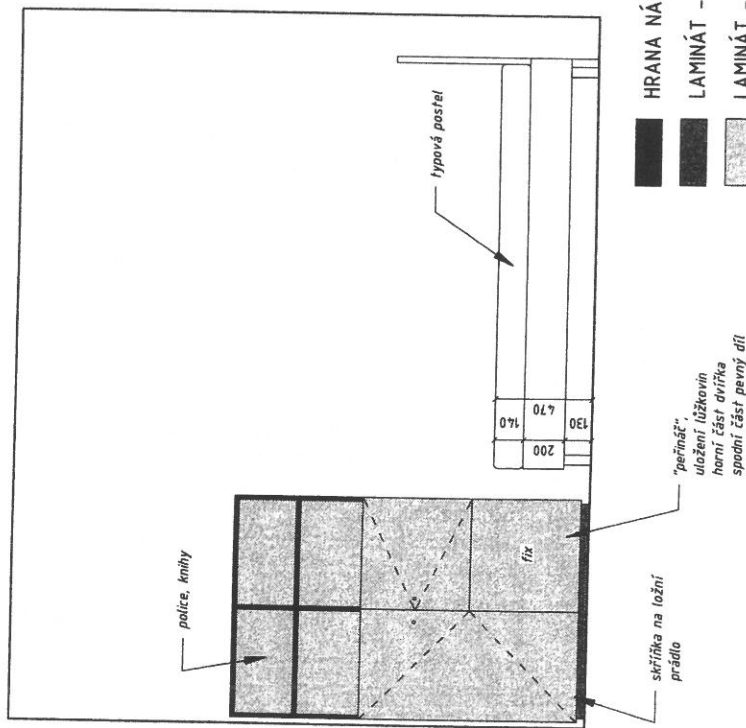 police, knihy
typová postel
140
200
470
130
fix
"peřináč",
uložení lůžkovin
horní část dvířka
spodní část pevný díl
skříňka na ložní
prádlo
HRANA NÁ
LAMINÁT -
LAMINÁT -